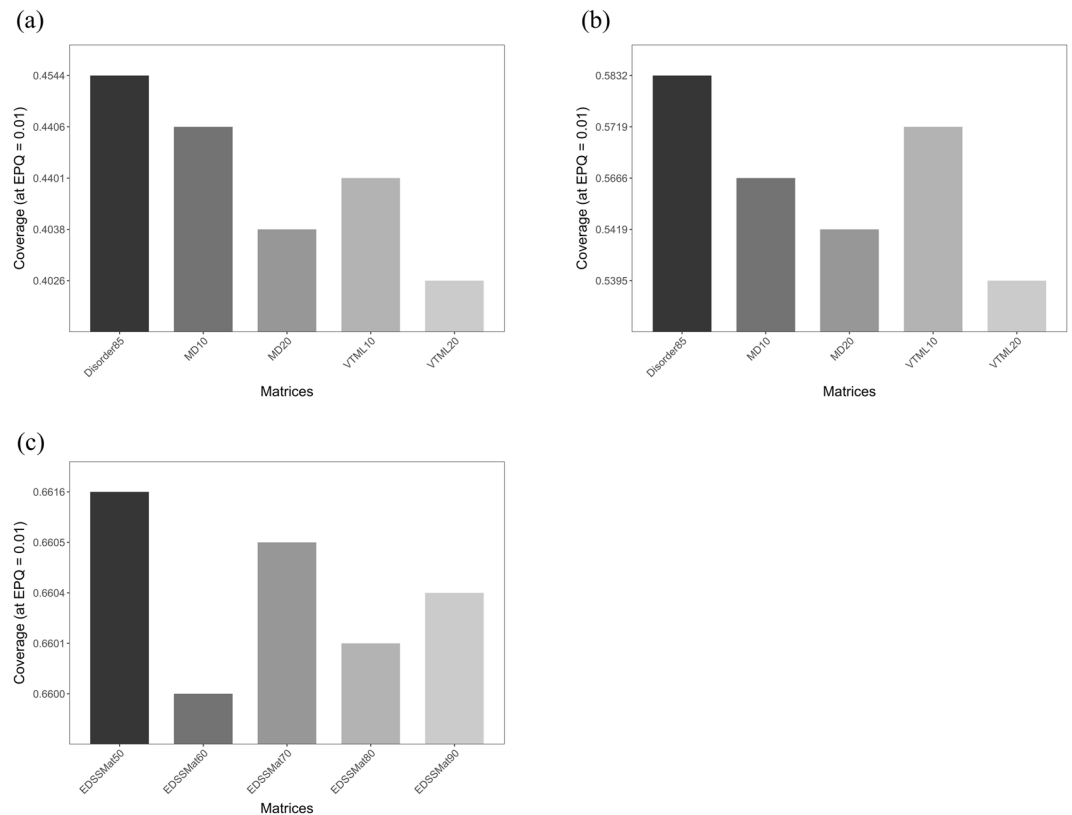 (a)
Coverage (at EPQ = 0.01)
0.4544
0.4406
0.4401
0.4038
0.4026
Disorder85
MD10
MD20
VTML10
VTML20
Matrices
(b)
Coverage (at EPQ = 0.01)
0.5832
0.5719
0.5666
0.5419
0.5395
Disorder85
MD10
MD20
VTML10
VTML20
Matrices
(c)
Coverage (at EPQ = 0.01)
0.6616
0.6605
0.6604
0.6601
0.6600
EDSSMat50
EDSSMat60
EDSSMat70
EDSSMat80
EDSSMat90
Matrices